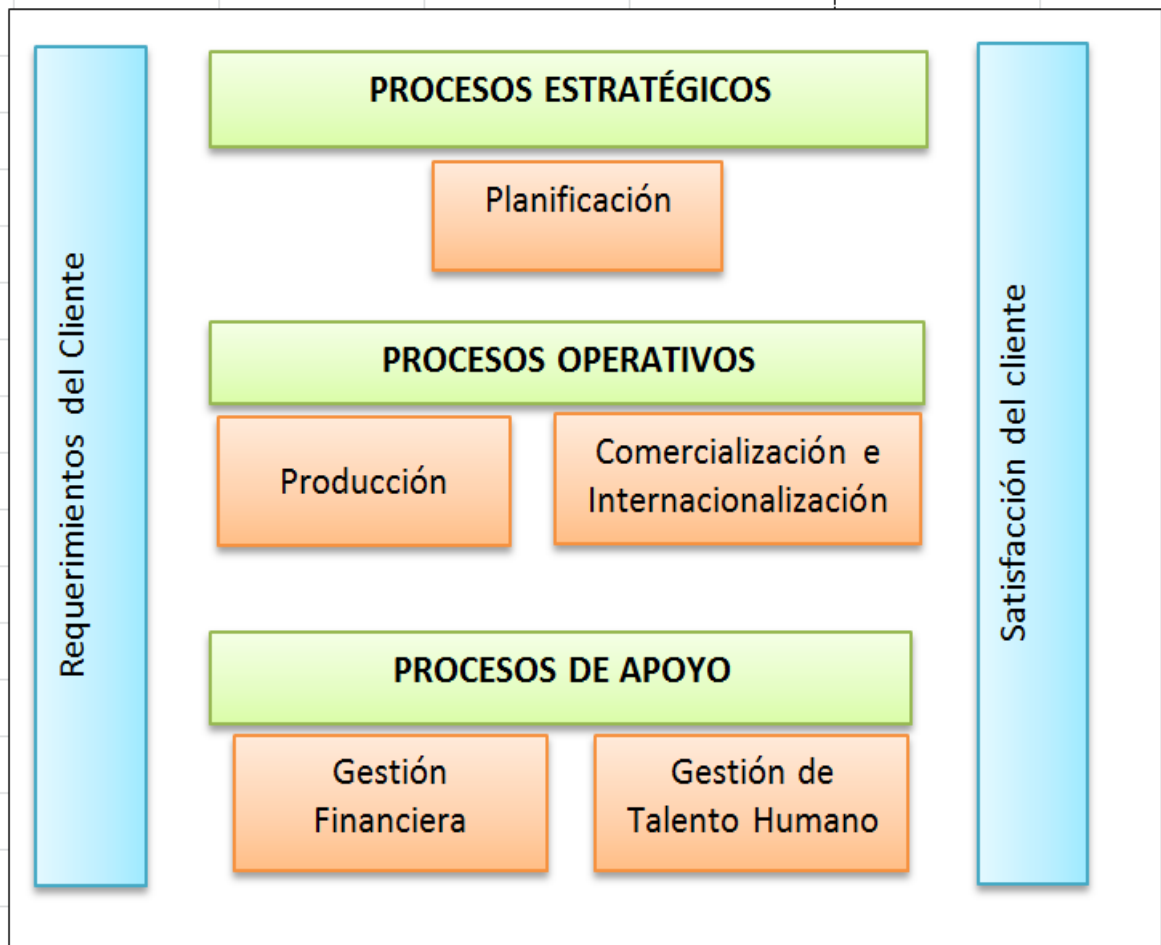 Requerimientos del Cliente
PROCESOS ESTRATÉGICOS
Planificación
PROCESOS OPERATIVOS
Producción
Comercialización e
Internacionalización
PROCESOS DE APOYO
Gestión
Financiera
Gestión de
Talento Humano
Satisfacción del cliente